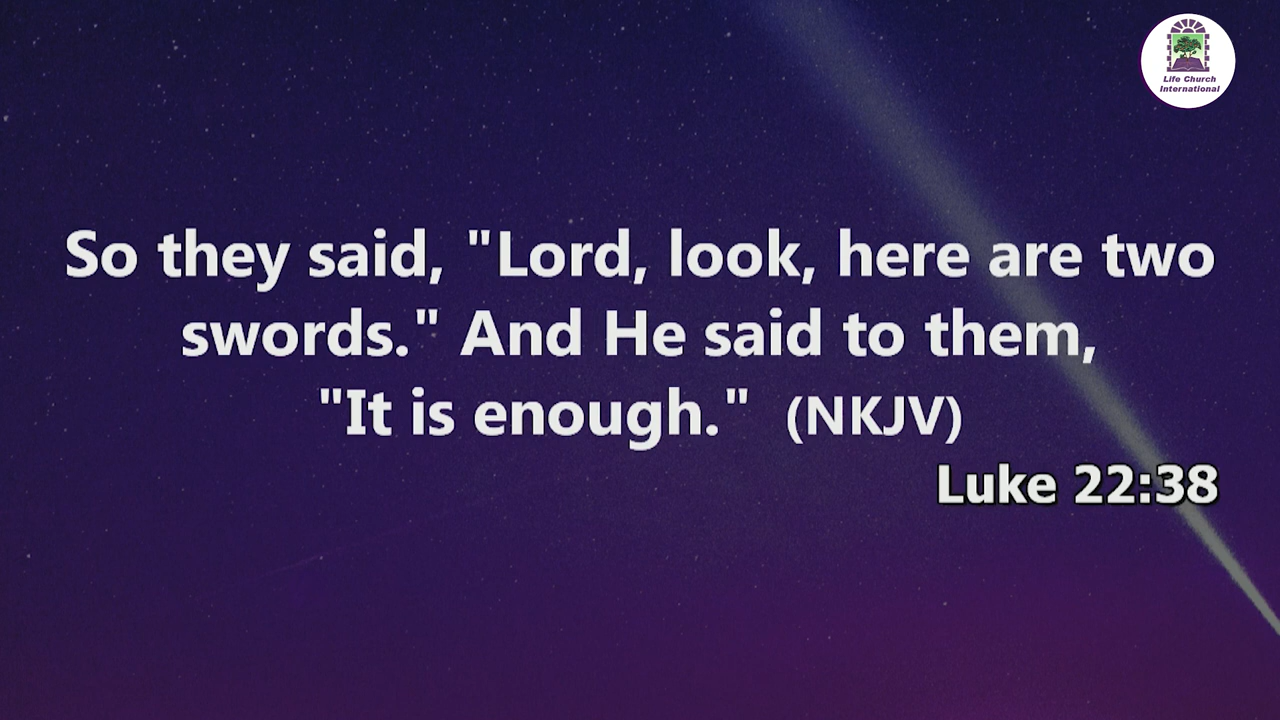 Life Church
International
So they said, "Lord, look, here are two
swords." And He said to them,
"It is enough." (NKJV)
Luke 22:38